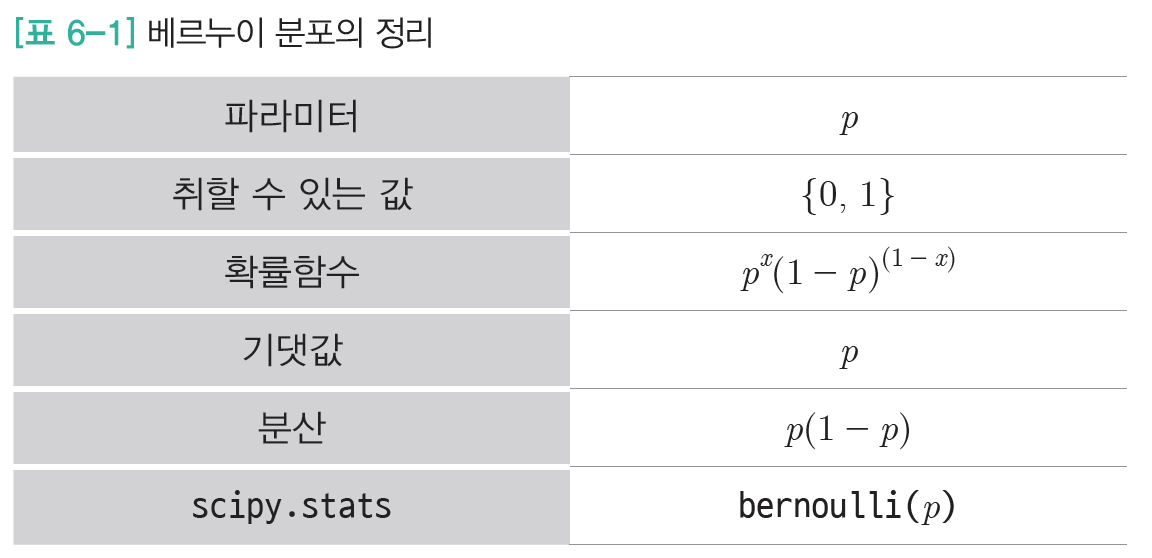 [표 6-1] 베르누이 분포의 정리
파라미터 p
취할 수 있는 값 {0, 1}
확률함수 p^x(1 − p)^(1 − x)
기댓값 p
분산 p(1 − p)
scipy.stats bernoulli(p)